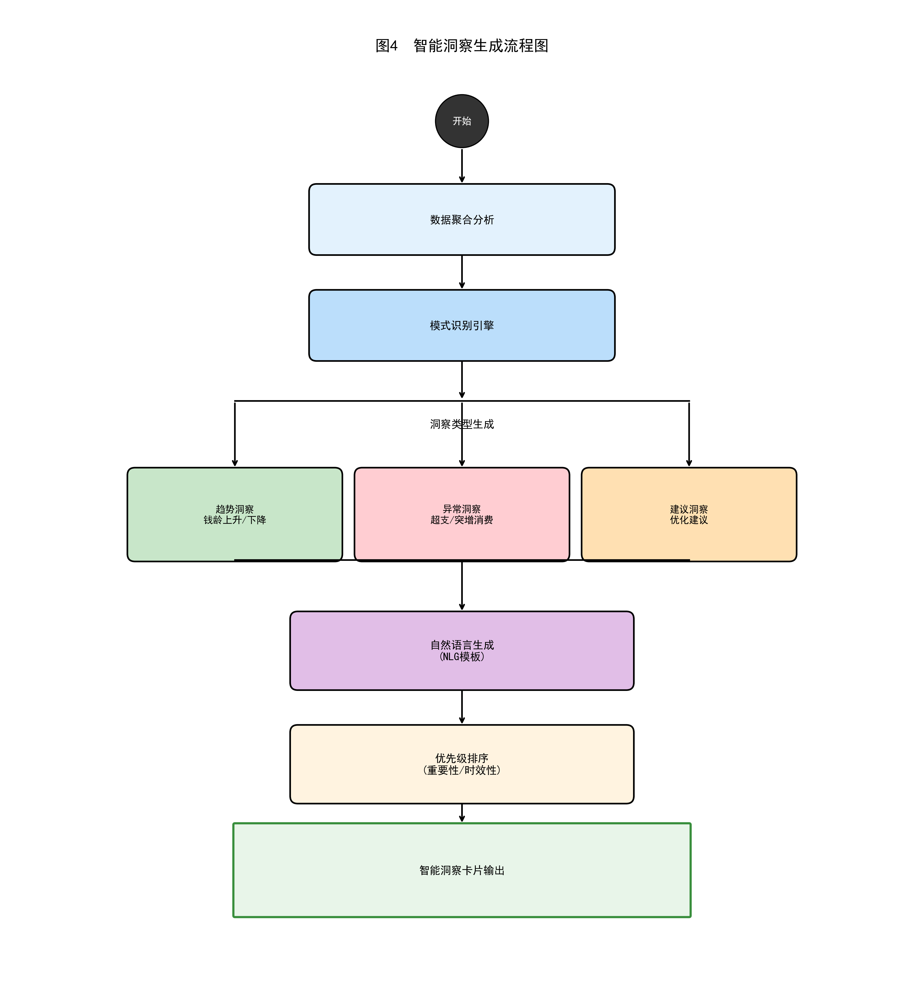 图4  智能洞察生成流程图
开始
数据聚合分析
模式识别引擎
洞察类型生成
趋势洞察
钱龄上升/下降
异常洞察
超支/突增消费
建议洞察
优化建议
自然语言生成
(NLG模板)
优先级排序
(重要性/时效性)
智能洞察卡片输出